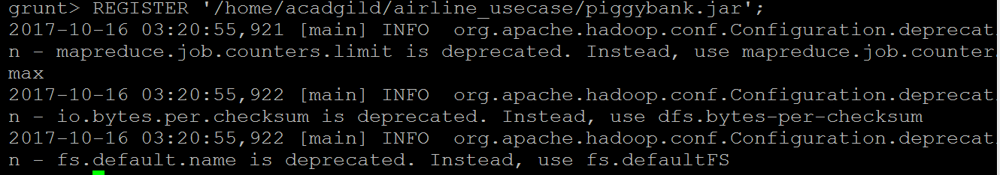 grunt> REGISTER '/home/acadgild/airline_usecase/piggybank.jar';
2017-10-16 03:20:55,921 [main] INFO  org.apache.hadoop.conf.Configuration.deprecat
n - mapreduce.job.counters.limit is deprecated. Instead, use mapreduce.job.counter
max
2017-10-16 03:20:55,922 [main] INFO  org.apache.hadoop.conf.Configuration.deprecat
n - io.bytes.per.checksum is deprecated. Instead, use dfs.bytes-per-checksum
2017-10-16 03:20:55,922 [main] INFO  org.apache.hadoop.conf.Configuration.deprecat
n - fs.default.name is deprecated. Instead, use fs.defaultFS